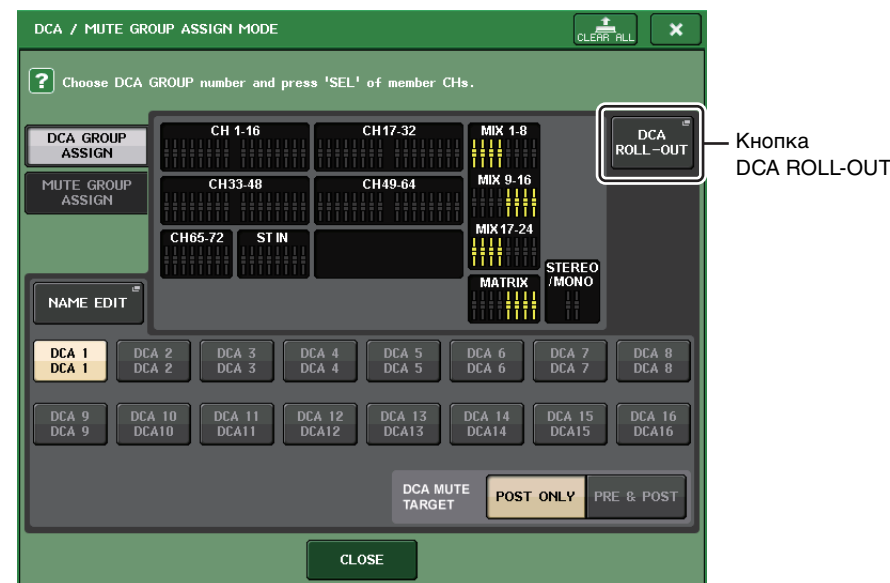 DCA / MUTE GROUP ASSIGN MODE
CLEAR ALL
?
Choose DCA GROUP number and press 'SEL' of member CHs.
DCA GROUP
ASSIGN
MUTE GROUP
ASSIGN
CH 1-16
CH17-32
MIX 1-8
DCA
ROLL-OUT
Кнопка
DCA ROLL-OUT
CH33-48
CH49-64
MIX 9-16
CH65-72
ST IN
MIX17-24
MATRIX
STEREO
/MONO
NAME EDIT
DCA 1
DCA 1
DCA 2
DCA 2
DCA 3
DCA 3
DCA 4
DCA 4
DCA 5
DCA 5
DCA 6
DCA 6
DCA 7
DCA 7
DCA 8
DCA 8
DCA 9
DCA 9
DCA 10
DCA10
DCA 11
DCA11
DCA 12
DCA12
DCA 13
DCA13
DCA 14
DCA14
DCA 15
DCA15
DCA 16
DCA16
DCA MUTE
TARGET
POST ONLY
PRE & POST
CLOSE